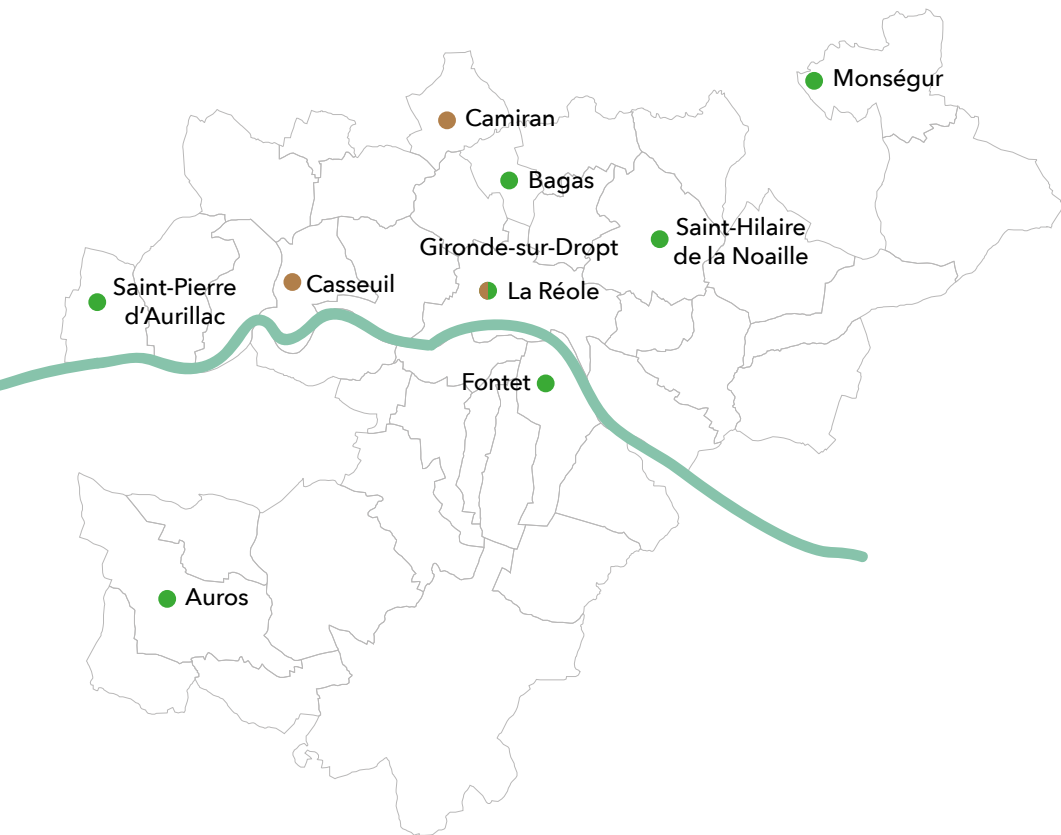 Monségur
Camiran
Bagas
Saint-Hilaire
de la Noaille
Gironde-sur-Dropt
Saint-Pierre
d'Aurillac
Casseuil
La Réole
Fontet
Auros